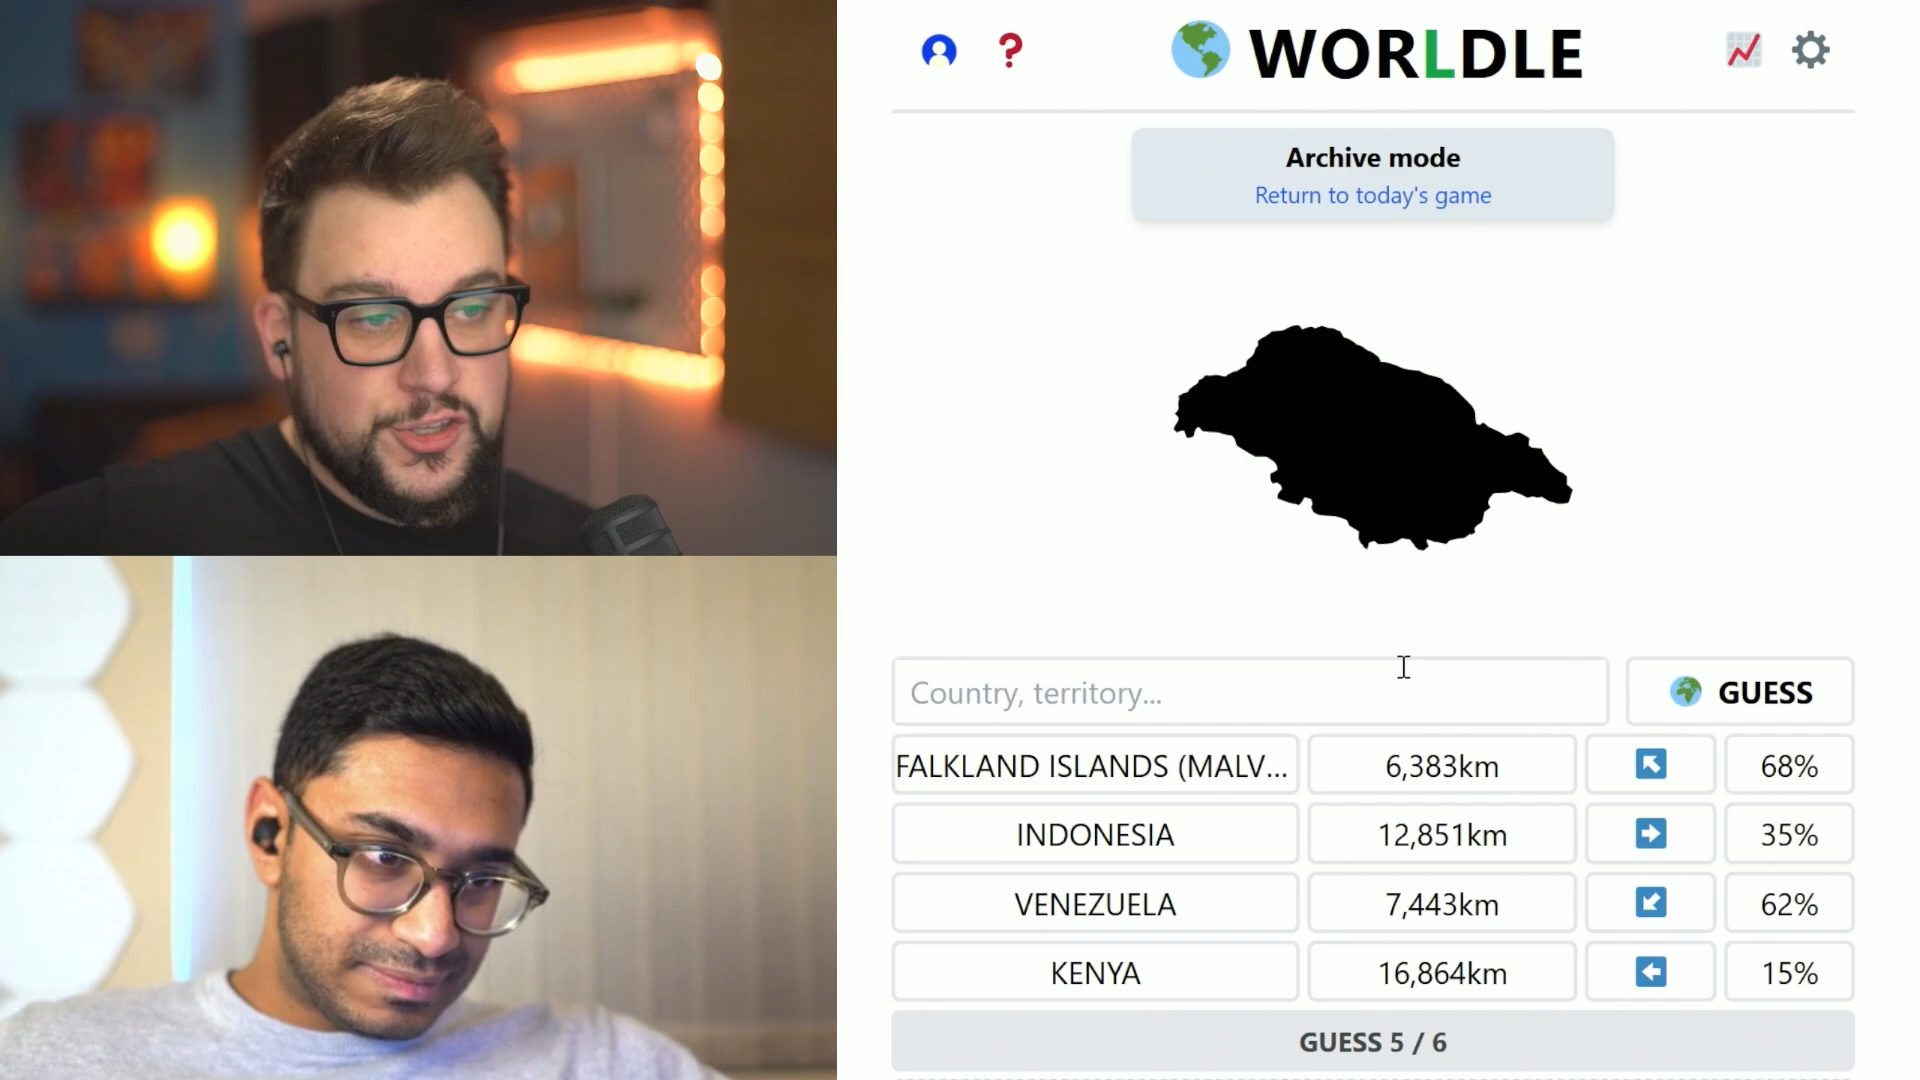 WORLDLE
Archive mode
Return to today's game
Country, territory...
GUESS
FALKLAND ISLANDS (MALV... 6,383km 68%
INDONESIA 12,851km 35%
VENEZUELA 7,443km 62%
KENYA 16,864km 15%
GUESS 5 / 6